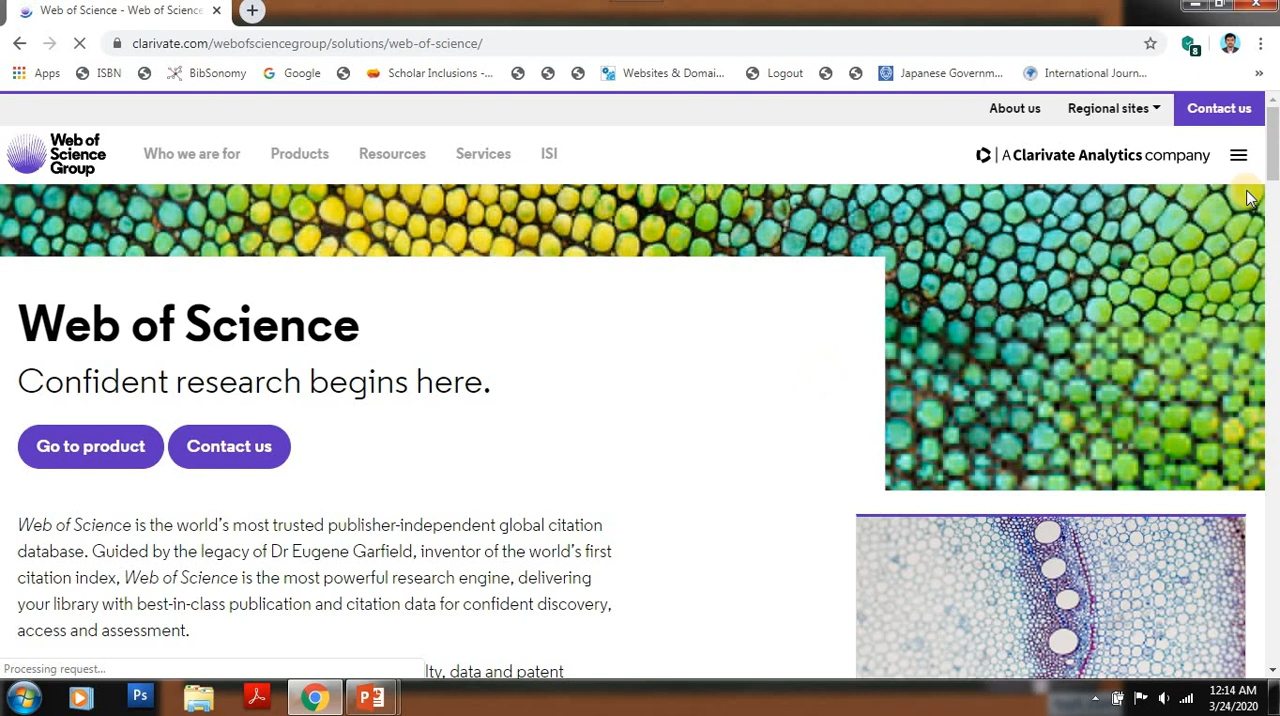 Web of Science - Web of Science
clarivate.com/webofsciencegroup/solutions/web-of-science/
8
Apps ISBN BibSonomy Google Scholar Inclusions -... Websites & Domai... Logout Japanese Governm... International Journ... »
About us Regional sites Contact us
Web of
Science
Group
Who we are for Products Resources Services ISI
A Clarivate Analytics company
Web of Science
Confident research begins here.
Go to product Contact us
Web of Science is the world's most trusted publisher-independent global citation
database. Guided by the legacy of Dr Eugene Garfield, inventor of the world's first
citation index, Web of Science is the most powerful research engine, delivering
your library with best-in-class publication and citation data for confident discovery,
access and assessment.
Processing request...
lty, data and patent
Ps
12:14 AM
3/24/2020